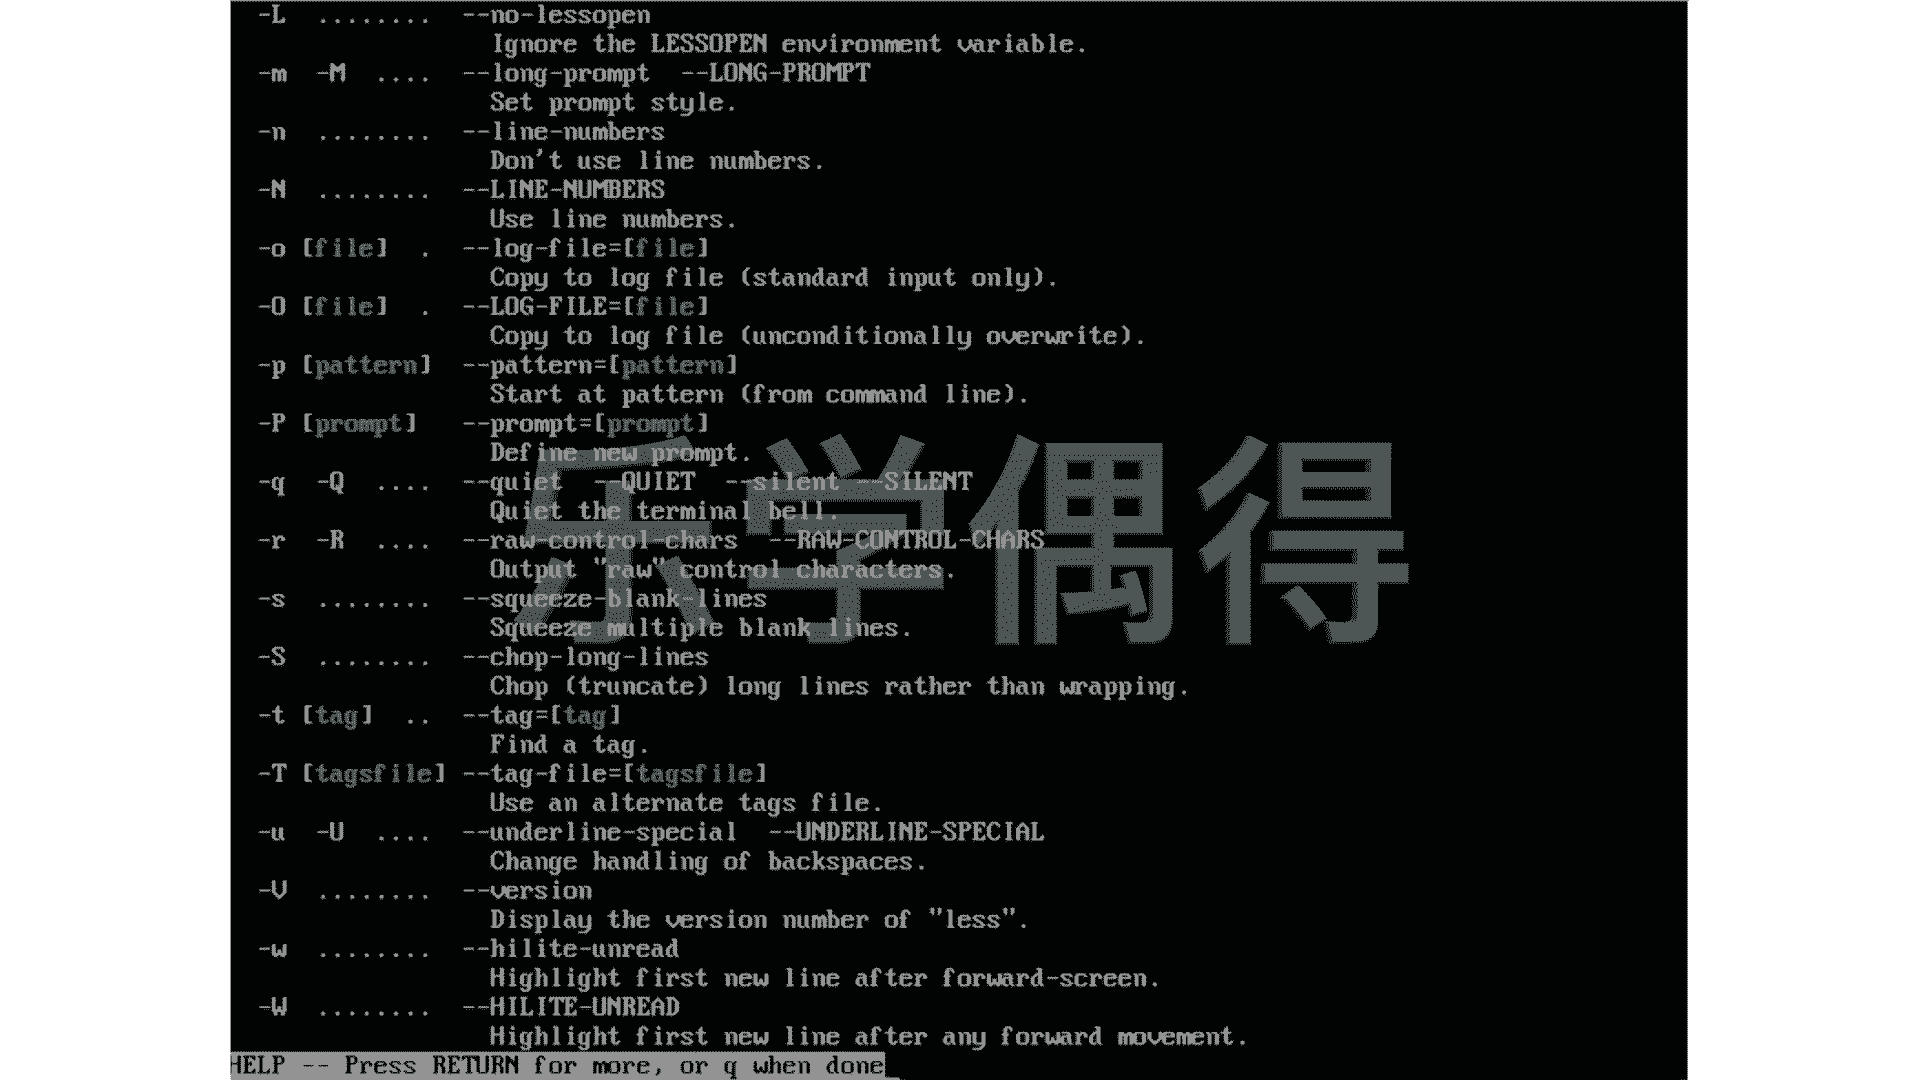 -L ........ --no-lessopen
Ignore the LESSOPEN environment variable.
-m -M .... --long-prompt --LONG-PROMPT
Set prompt style.
-n ........ --line-numbers
Don't use line numbers.
-N ........ --LINE-NUMBERS
Use line numbers.
-o [file] . --log-file=[file]
Copy to log file (standard input only).
-O [file] . --LOG-FILE=[file]
Copy to log file (unconditionally overwrite).
-p [pattern] --pattern=[pattern]
Start at pattern (from command line).
-P [prompt] --prompt=[prompt]
Define new prompt.
-q -Q .... --quiet --QUIET --silent --SILENT
Quiet the terminal bell.
-r -R .... --raw-control-chars --RAW-CONTROL-CHARS
Output "raw" control characters.
-s ........ --squeeze-blank-lines
Squeeze multiple blank lines.
-S ........ --chop-long-lines
Chop (truncate) long lines rather than wrapping.
-t [tag] .. --tag=[tag]
Find a tag.
-T [tagsfile] --tag-file=[tagsfile]
Use an alternate tags file.
-u -U .... --underline-special --UNDERLINE-SPECIAL
Change handling of backspaces.
-V ........ --version
Display the version number of "less".
-w ........ --hilite-unread
Highlight first new line after forward-screen.
-W ........ --HILITE-UNREAD
Highlight first new line after any forward movement.
HELP -- Press RETURN for more, or q when done
乐学偶得